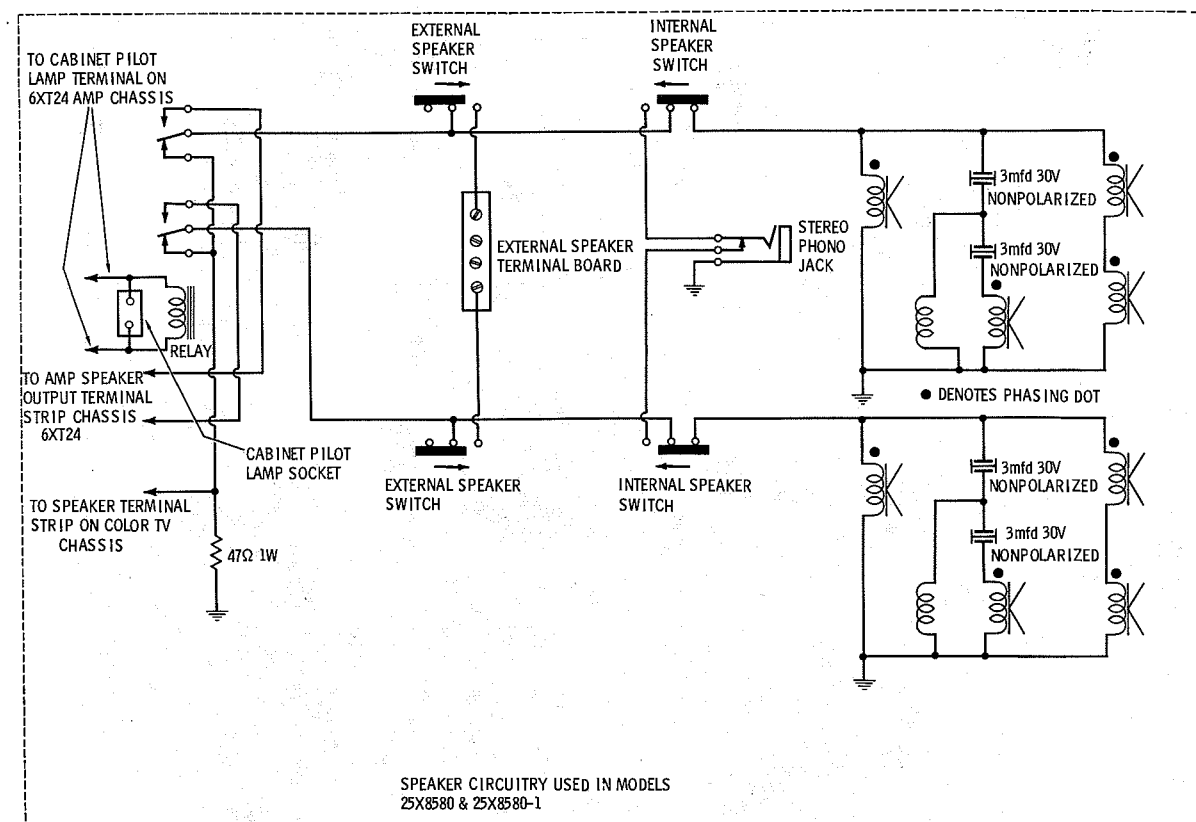 EXTERNAL
SPEAKER
SWITCH
INTERNAL
SPEAKER
SWITCH
TO CABINET PILOT
LAMP TERMINAL ON
6XT24 AMP CHASSIS
3mfd 30V
NONPOLARIZED
3mfd 30V
NONPOLARIZED
EXTERNAL SPEAKER
TERMINAL BOARD
STEREO
PHONO
JACK
RELAY
TO AMP SPEAKER
OUTPUT TERMINAL
STRIP CHASSIS
6XT24
● DENOTES PHASING DOT
CABINET PILOT
LAMP SOCKET
EXTERNAL SPEAKER
SWITCH
INTERNAL SPEAKER
SWITCH
3mfd 30V
NONPOLARIZED
3mfd 30V
NONPOLARIZED
TO SPEAKER TERMINAL
STRIP ON COLOR TV
CHASSIS
47Ω 1W
SPEAKER CIRCUITRY USED IN MODELS
25X8580 & 25X8580-1